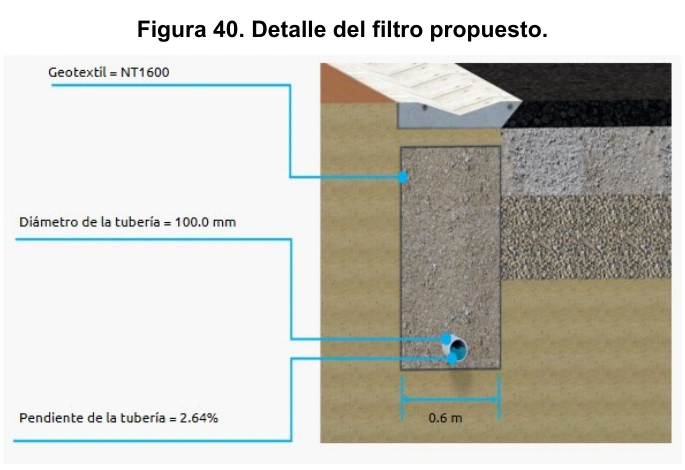 Figura 40. Detalle del filtro propuesto.
Geotextil = NT1600
Diámetro de la tubería = 100.0 mm
Pendiente de la tubería = 2.64%
0.6 m